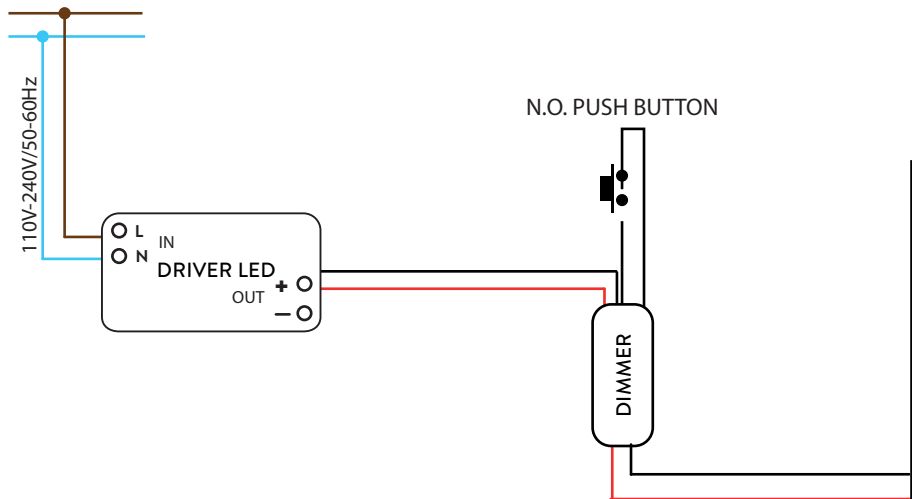 110V-240V/50-60Hz
N.O. PUSH BUTTON
L
IN
N
DRIVER LED
+
OUT
–
DIMMER